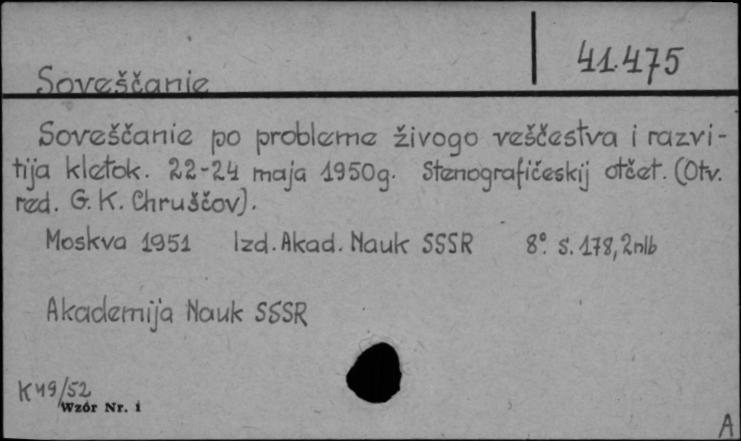 41.475
Soveščanie
Soveščanie po probleme živogo veščestva i razvi-
tija kletok. 22-24 maja 1950g. Stenografičeskij otčet. (Otv.
red. G. K. Chruščov).
Moskva 1951 Izd. Akad. Nauk SSSR 8° s. 178, 2nlb
Akademija Nauk SSSR
K49/52
Wzór Nr. 1
A